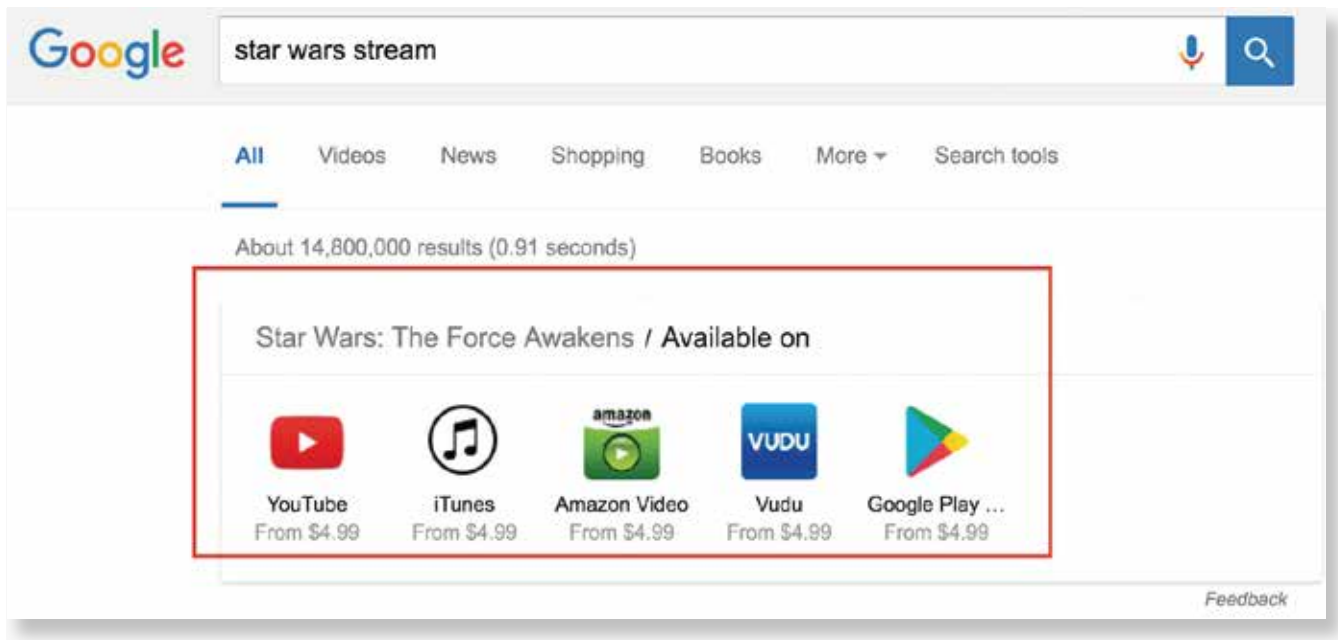 Google star wars stream
All Videos News Shopping Books More Search tools
About 14,800,000 results (0.91 seconds)
Star Wars: The Force Awakens / Available on
amazon
VUDU
YouTube iTunes Amazon Video Vudu Google Play ...
From $4.99 From $4.99 From $4.99 From $4.99 From $4.99
Feedback